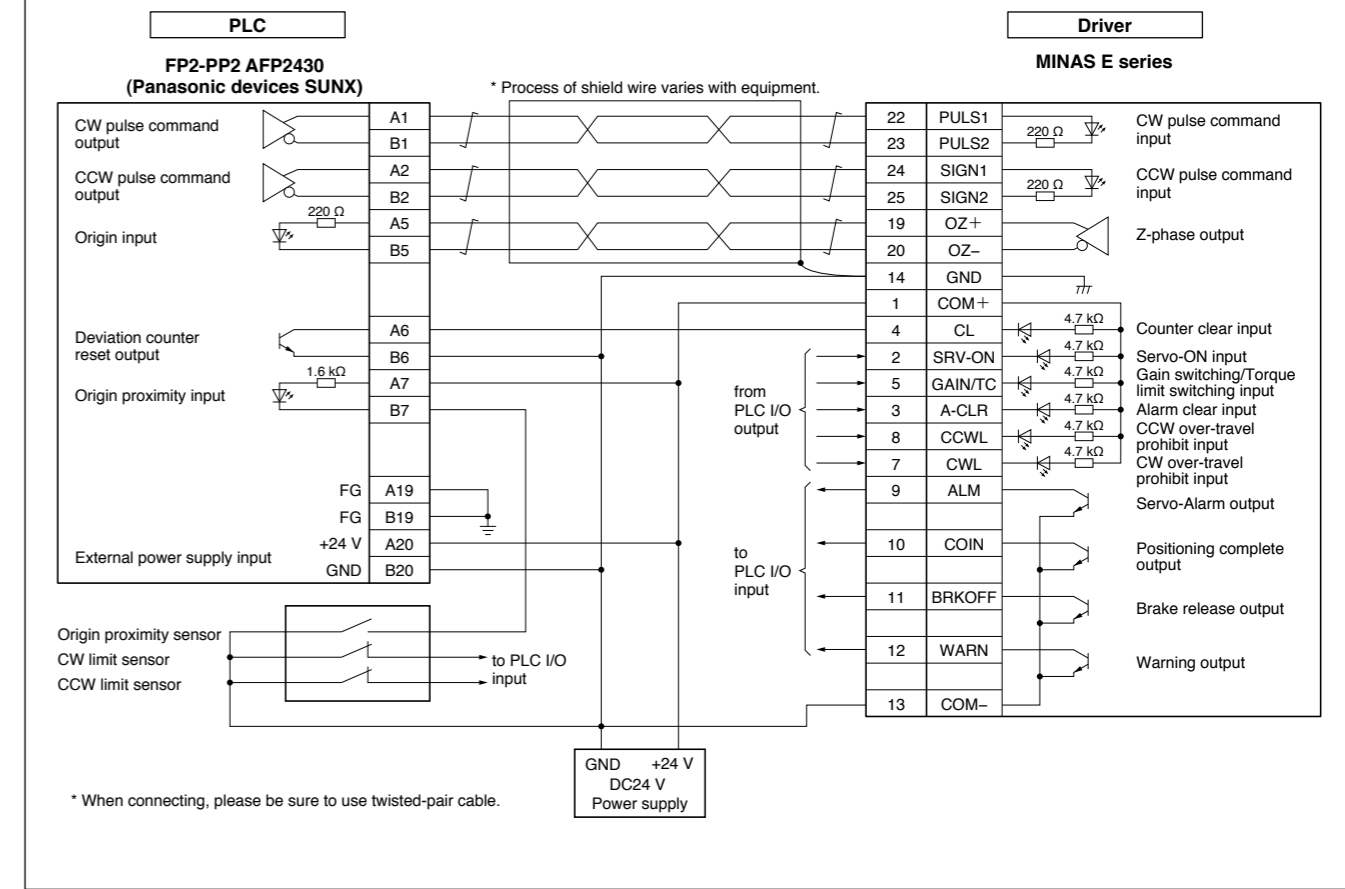 PLC
Driver
FP2-PP2 AFP2430
(Panasonic devices SUNX)
MINAS E series
* Process of shield wire varies with equipment.
CW pulse command
output
A1
B1
22 PULS1
23 PULS2
220 Ω
CW pulse command
input
CCW pulse command
output
A2
B2
24 SIGN1
25 SIGN2
220 Ω
CCW pulse command
input
Origin input
220 Ω
A5
B5
19 OZ+
20 OZ−
Z-phase output
14 GND
1 COM+
Deviation counter
reset output
A6
B6
4 CL
4.7 kΩ
Counter clear input
2 SRV-ON
4.7 kΩ
Servo-ON input
Origin proximity input
1.6 kΩ
A7
B7
from
PLC I/O
output
5 GAIN/TC
4.7 kΩ
Gain switching/Torque
limit switching input
3 A-CLR
4.7 kΩ
Alarm clear input
8 CCWL
4.7 kΩ
CCW over-travel
prohibit input
7 CWL
4.7 kΩ
CW over-travel
prohibit input
FG A19
FG B19
External power supply input
+24 V A20
GND B20
to
PLC I/O
input
9 ALM
Servo-Alarm output
10 COIN
Positioning complete
output
11 BRKOFF
Brake release output
12 WARN
Warning output
13 COM−
Origin proximity sensor
CW limit sensor
CCW limit sensor
to PLC I/O
input
GND +24 V
DC24 V
Power supply
* When connecting, please be sure to use twisted-pair cable.